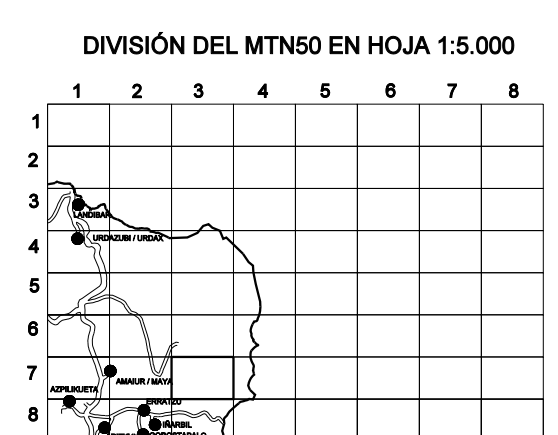 DIVISIÓN DEL MTN50 EN HOJA 1:5.000
1 2 3 4 5 6 7 8
1
2
3
LANDIBAR
4
URDAZUBI / URDAX
5
6
7
AMAIUR / MAYA
AZPILIKUETA
ERRATZU
8
IÑARBIL